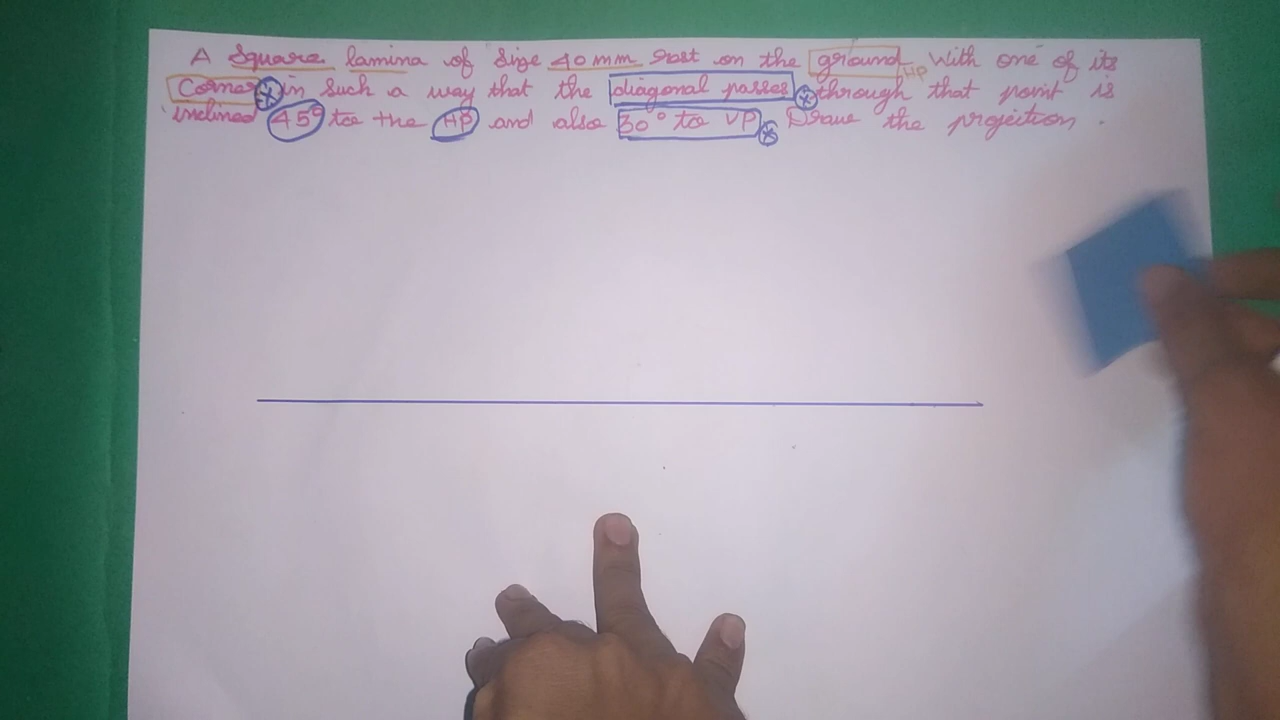 A Square lamina of Size 40 mm rest on the ground HP with one of its
Corner in such a way that the diagonal passes through that point is
inclined 45° to the HP and also 30° to VP. Draw the projection.